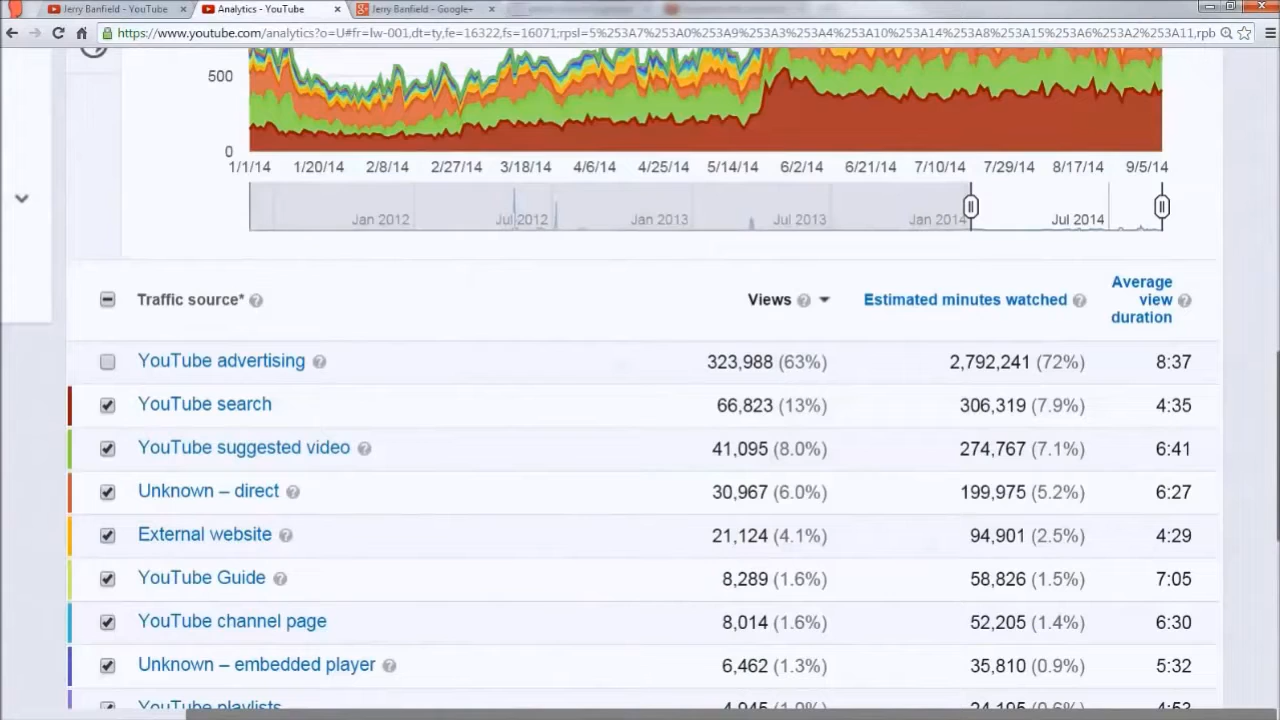 Jerry Banfield - YouTube
Analytics - YouTube
Jerry Banfield - Google+
https://www.youtube.com/analytics?o=U#fr=lw-001,dt=ty,fe=16322,fs=16071;rpsl=5%253A7%253A0%253A9%253A3%253A4%253A10%253A14%253A8%253A15%253A6%253A2%253A11,rpb
500
0
1/1/14 1/20/14 2/8/14 2/27/14 3/18/14 4/6/14 4/25/14 5/14/14 6/2/14 6/21/14 7/10/14 7/29/14 8/17/14 9/5/14
Jan 2012 Jul 2012 Jan 2013 Jul 2013 Jan 2014 Jul 2014
Traffic source* Views Estimated minutes watched Average view duration
YouTube advertising 323,988 (63%) 2,792,241 (72%) 8:37
YouTube search 66,823 (13%) 306,319 (7.9%) 4:35
YouTube suggested video 41,095 (8.0%) 274,767 (7.1%) 6:41
Unknown – direct 30,967 (6.0%) 199,975 (5.2%) 6:27
External website 21,124 (4.1%) 94,901 (2.5%) 4:29
YouTube Guide 8,289 (1.6%) 58,826 (1.5%) 7:05
YouTube channel page 8,014 (1.6%) 52,205 (1.4%) 6:30
Unknown – embedded player 6,462 (1.3%) 35,810 (0.9%) 5:32
YouTube playlists